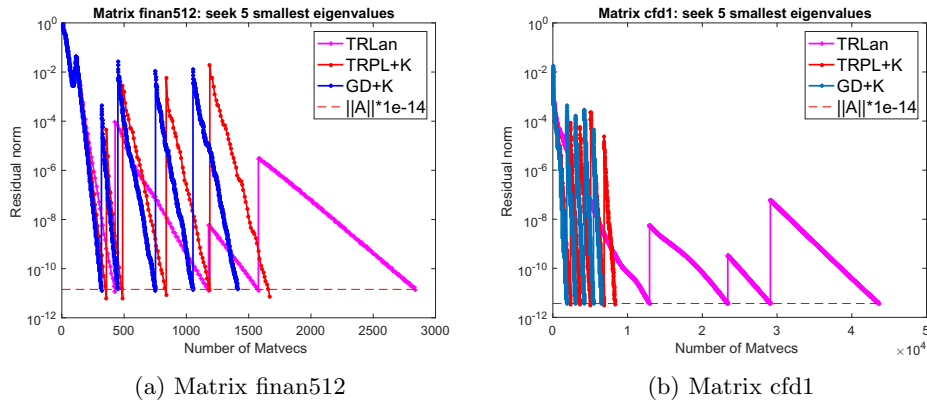 Matrix finan512: seek 5 smallest eigenvalues
Residual norm
10^0
10^-2
10^-4
10^-6
10^-8
10^-10
10^-12
TRLan
TRPL+K
GD+K
||A||*1e-14
0 500 1000 1500 2000 2500 3000
Number of Matvecs
(a) Matrix finan512
Matrix cfd1: seek 5 smallest eigenvalues
Residual norm
10^0
10^-2
10^-4
10^-6
10^-8
10^-10
10^-12
TRLan
TRPL+K
GD+K
||A||*1e-14
0 1 2 3 4 5
×10^4
Number of Matvecs
(b) Matrix cfd1